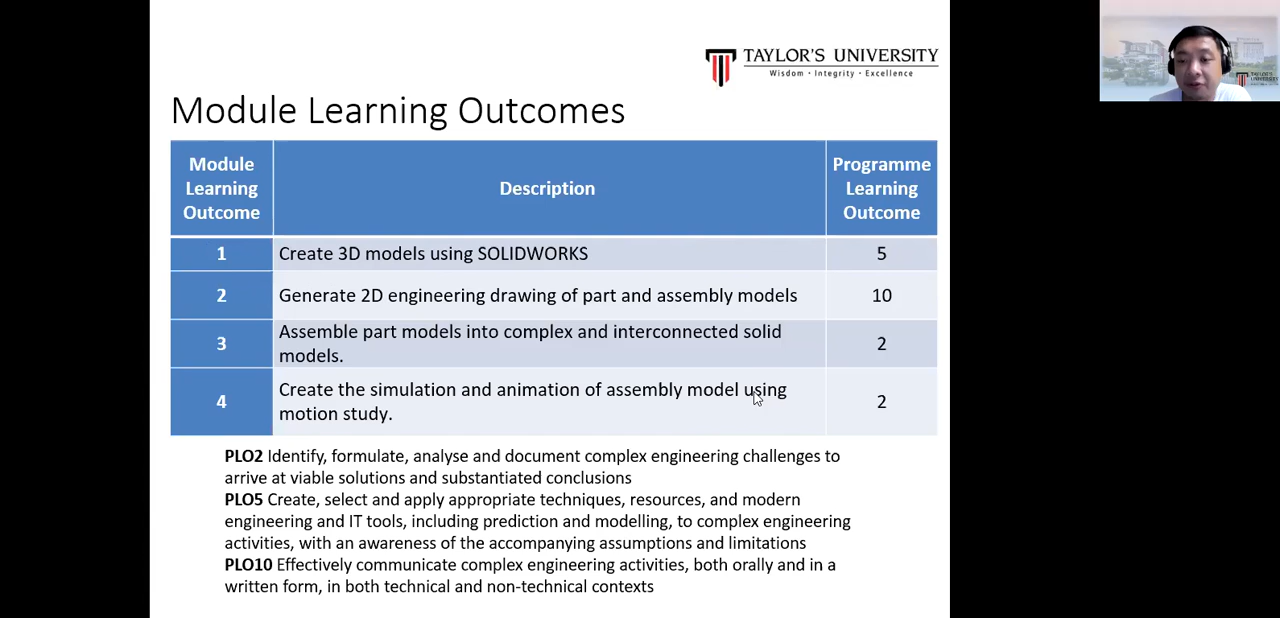 TAYLOR'S UNIVERSITY
Wisdom • Integrity • Excellence
Module Learning Outcomes
Module
Learning
Outcome
Description
Programme
Learning
Outcome
1
Create 3D models using SOLIDWORKS
5
2
Generate 2D engineering drawing of part and assembly models
10
3
Assemble part models into complex and interconnected solid
models.
2
4
Create the simulation and animation of assembly model using
motion study.
2
PLO2 Identify, formulate, analyse and document complex engineering challenges to
arrive at viable solutions and substantiated conclusions
PLO5 Create, select and apply appropriate techniques, resources, and modern
engineering and IT tools, including prediction and modelling, to complex engineering
activities, with an awareness of the accompanying assumptions and limitations
PLO10 Effectively communicate complex engineering activities, both orally and in a
written form, in both technical and non-technical contexts